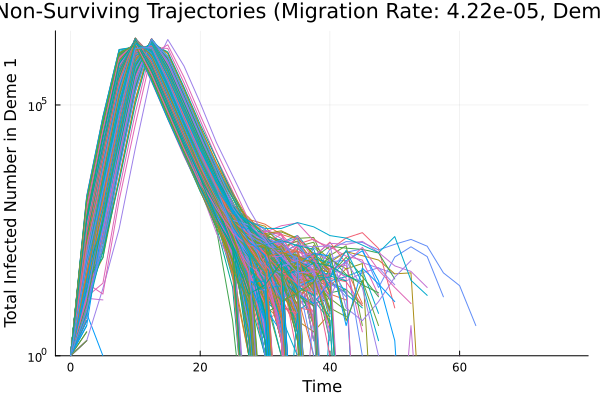 Non-Surviving Trajectories (Migration Rate: 4.22e-05, Dem
Total Infected Number in Deme 1
10^5
10^0
0 20 40 60
Time